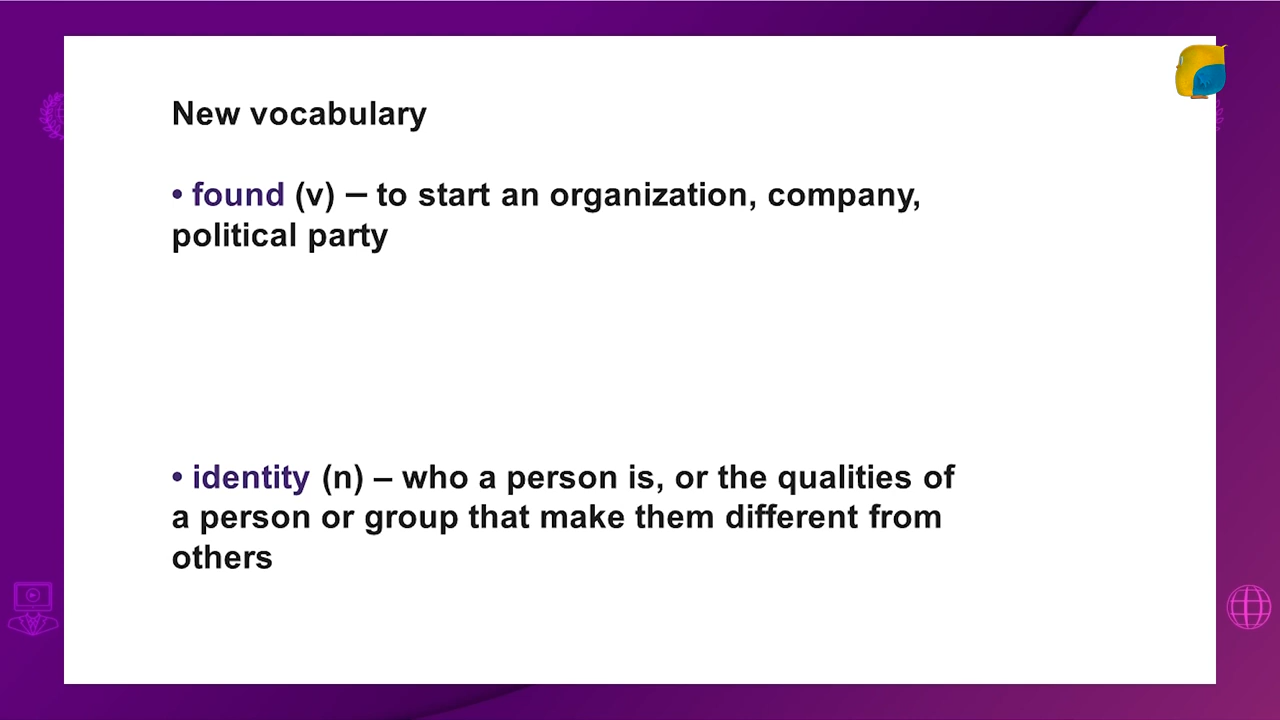 New vocabulary
• found (v) – to start an organization, company,
political party
• identity (n) – who a person is, or the qualities of
a person or group that make them different from
others